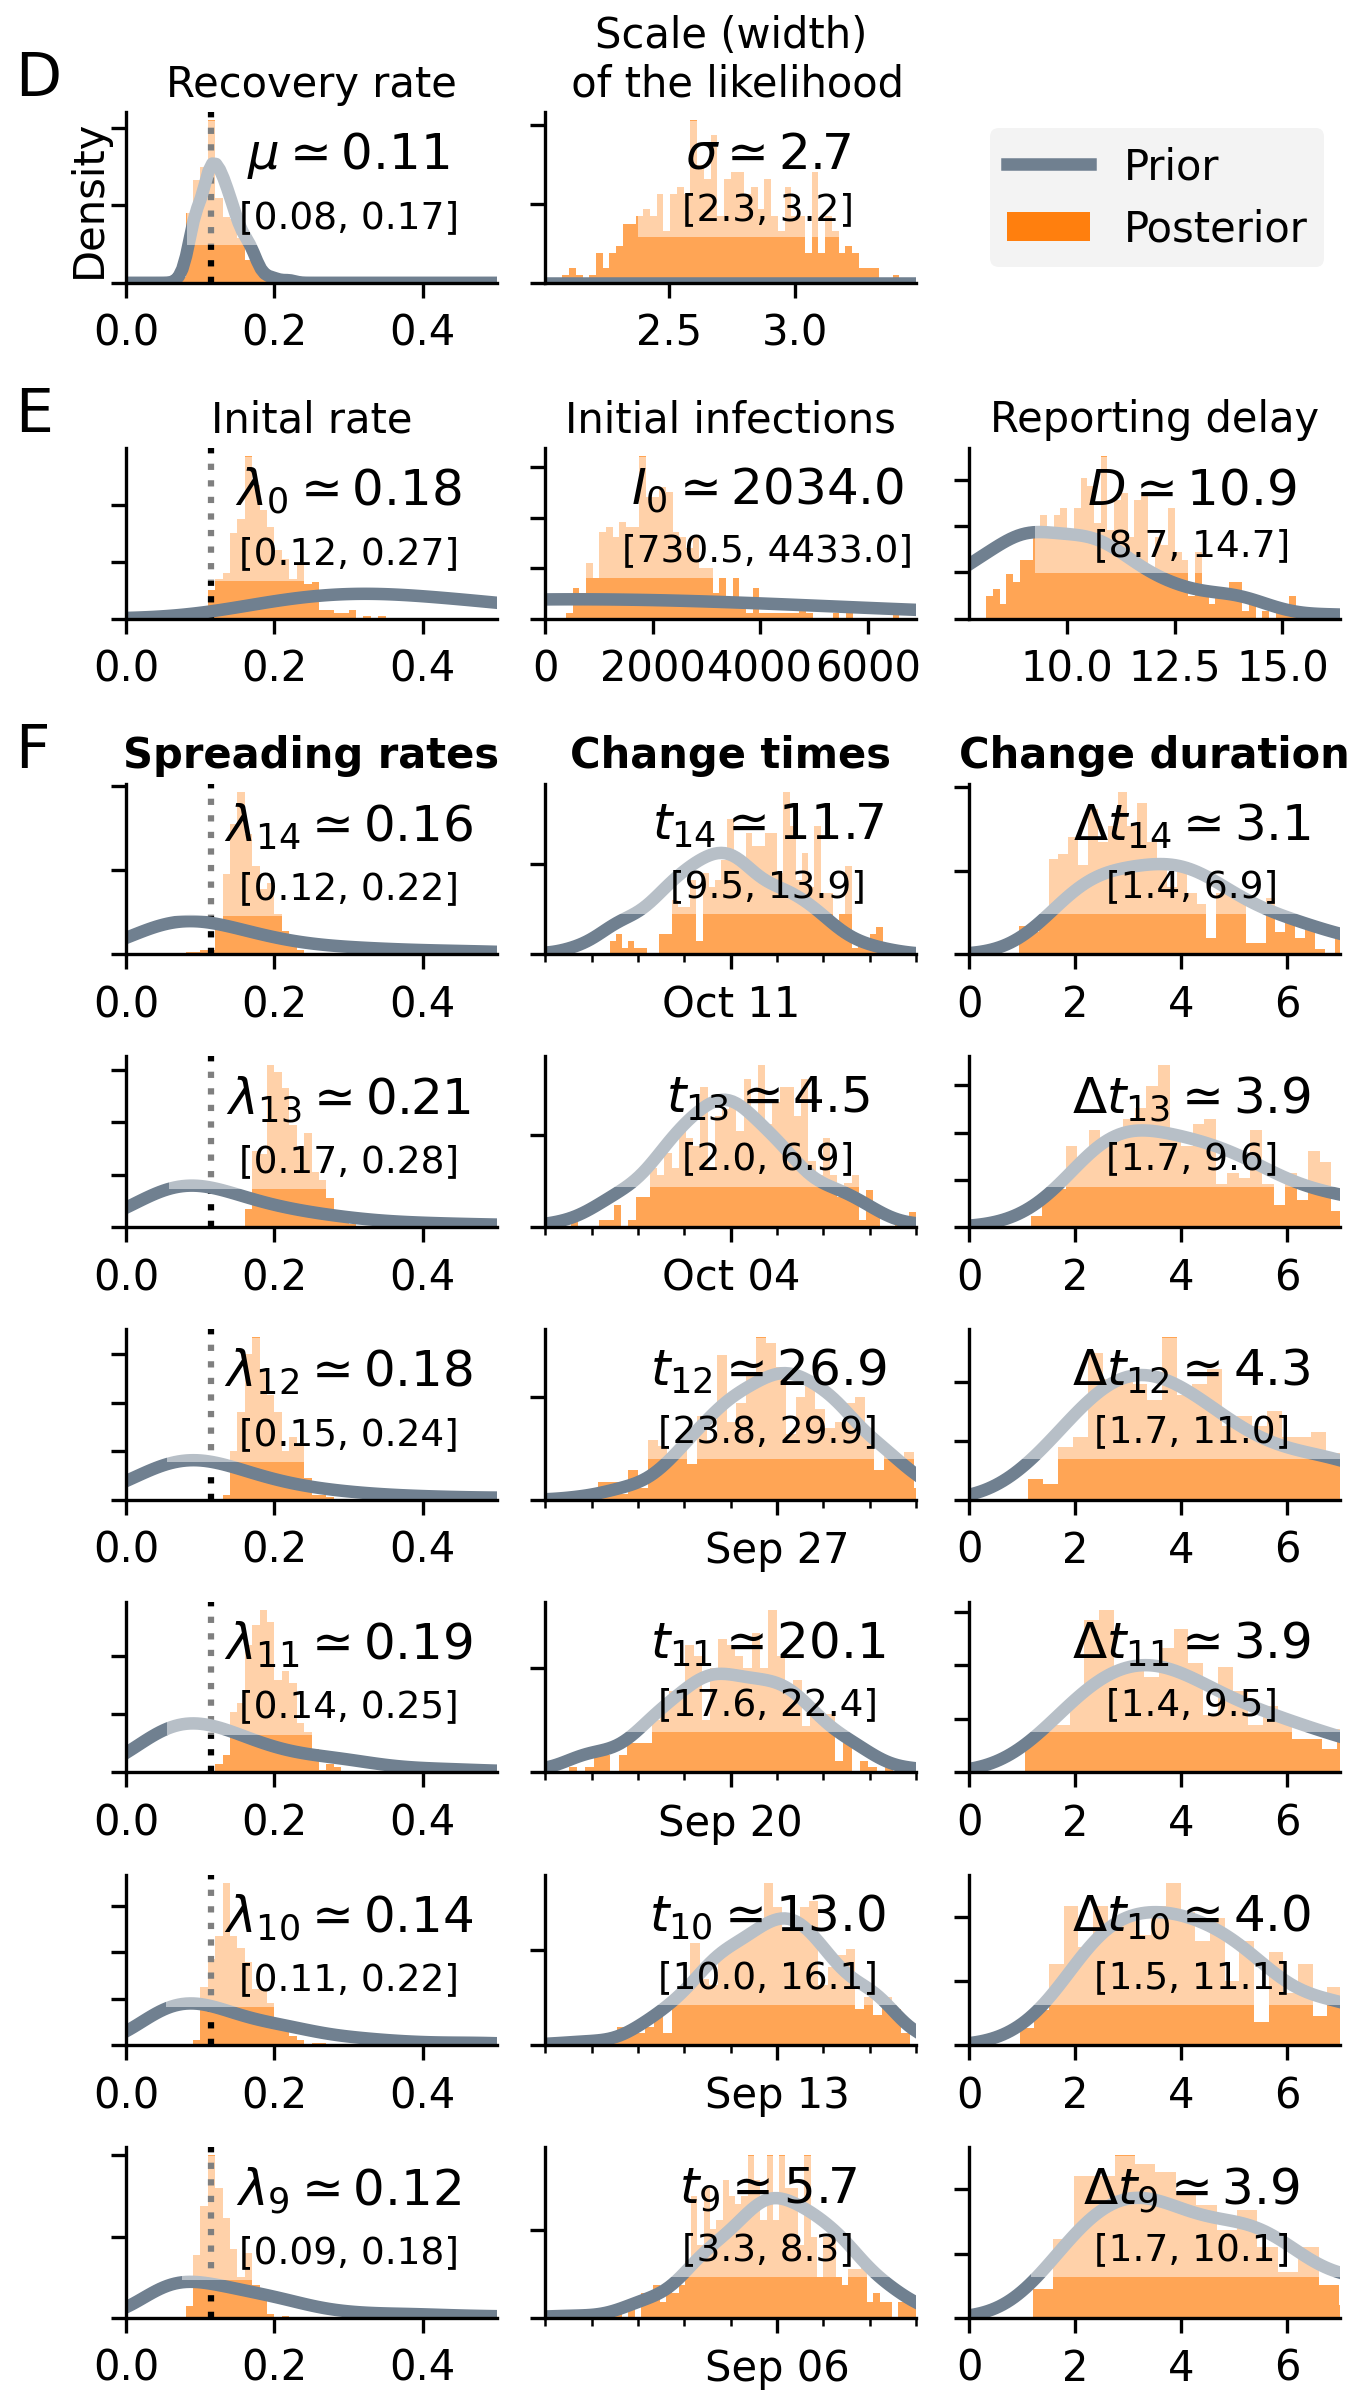 D
Recovery rate
Scale (width)
of the likelihood
Density
μ ≃ 0.11
[0.08, 0.17]
0.0 0.2 0.4
σ ≃ 2.7
[2.3, 3.2]
2.5 3.0
Prior
Posterior
E
Inital rate
λ₀ ≃ 0.18
[0.12, 0.27]
0.0 0.2 0.4
Initial infections
I₀ ≃ 2034.0
[730.5, 4433.0]
0 2000 4000 6000
Reporting delay
D ≃ 10.9
[8.7, 14.7]
10.0 12.5 15.0
F
Spreading rates
Change times
Change duration
λ₁₄ ≃ 0.16
[0.12, 0.22]
0.0 0.2 0.4
t₁₄ ≃ 11.7
[9.5, 13.9]
Oct 11
Δt₁₄ ≃ 3.1
[1.4, 6.9]
0 2 4 6
λ₁₃ ≃ 0.21
[0.17, 0.28]
0.0 0.2 0.4
t₁₃ ≃ 4.5
[2.0, 6.9]
Oct 04
Δt₁₃ ≃ 3.9
[1.7, 9.6]
0 2 4 6
λ₁₂ ≃ 0.18
[0.15, 0.24]
0.0 0.2 0.4
t₁₂ ≃ 26.9
[23.8, 29.9]
Sep 27
Δt₁₂ ≃ 4.3
[1.7, 11.0]
0 2 4 6
λ₁₁ ≃ 0.19
[0.14, 0.25]
0.0 0.2 0.4
t₁₁ ≃ 20.1
[17.6, 22.4]
Sep 20
Δt₁₁ ≃ 3.9
[1.4, 9.5]
0 2 4 6
λ₁₀ ≃ 0.14
[0.11, 0.22]
0.0 0.2 0.4
t₁₀ ≃ 13.0
[10.0, 16.1]
Sep 13
Δt₁₀ ≃ 4.0
[1.5, 11.1]
0 2 4 6
λ₉ ≃ 0.12
[0.09, 0.18]
0.0 0.2 0.4
t₉ ≃ 5.7
[3.3, 8.3]
Sep 06
Δt₉ ≃ 3.9
[1.7, 10.1]
0 2 4 6